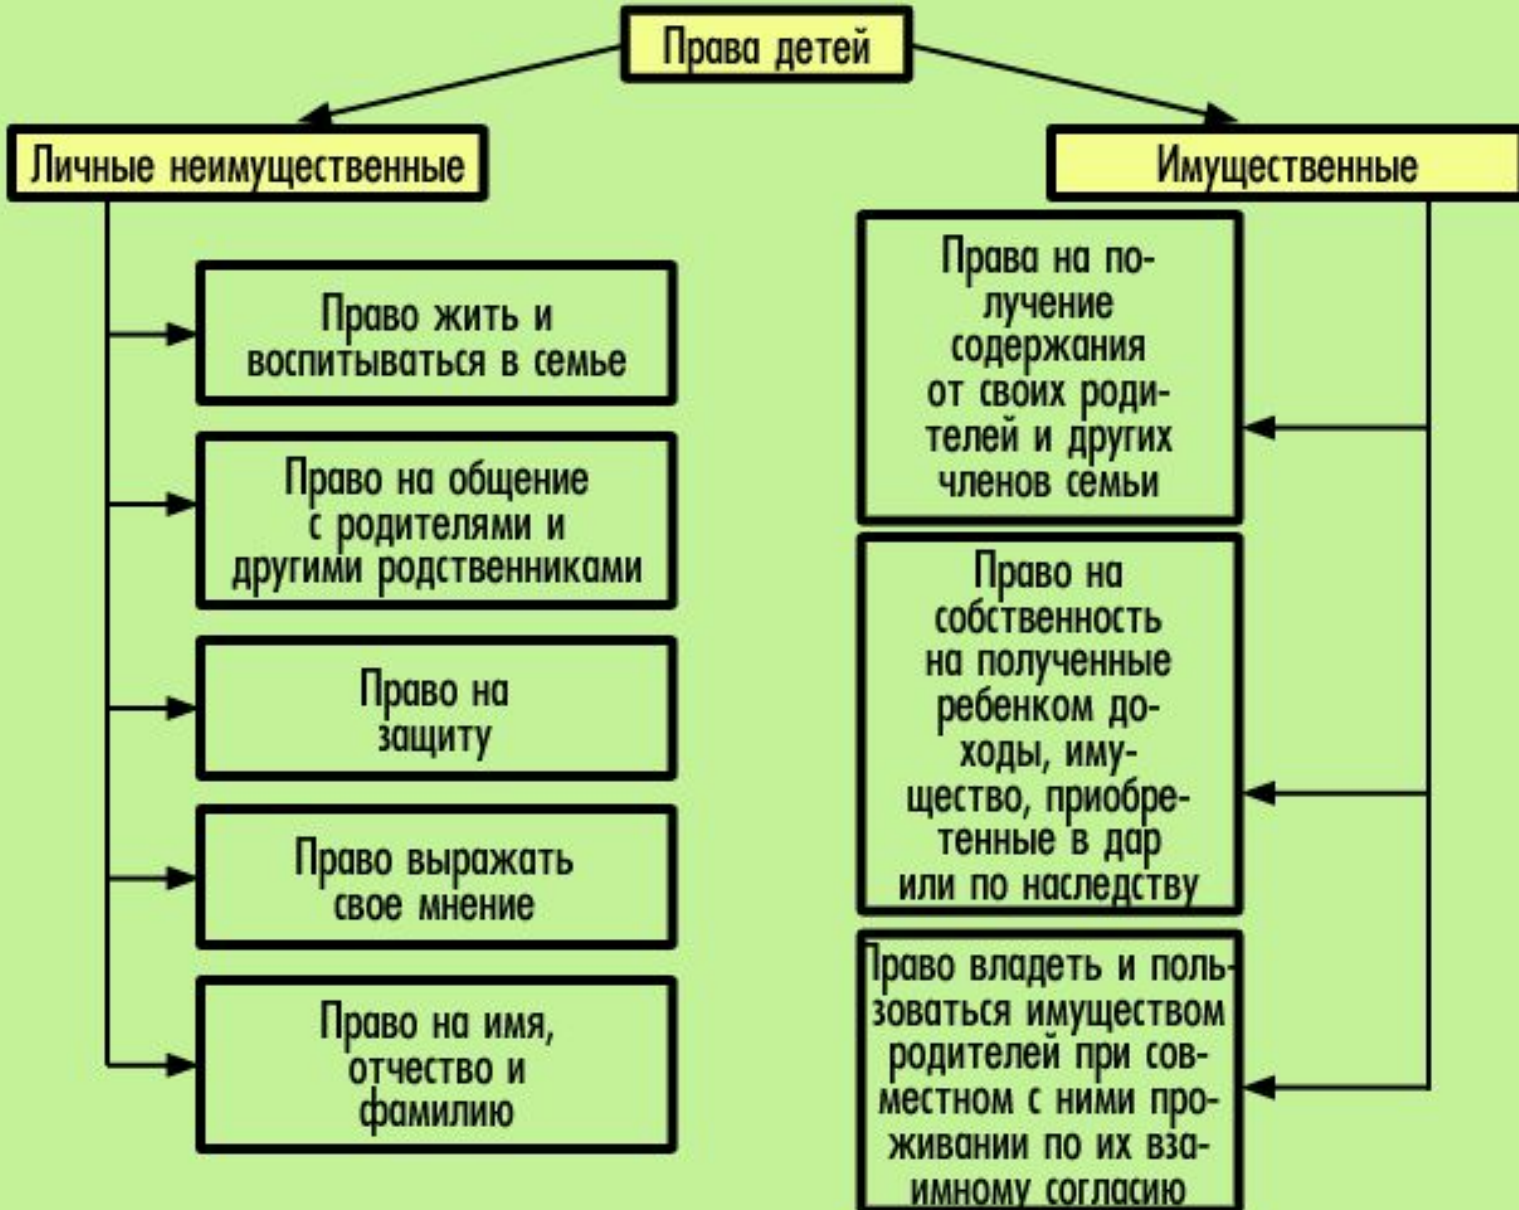 Права детей
Личные неимущественные
Право жить и
воспитываться в семье
Право на общение
с родителями и
другими родственниками
Право на
защиту
Право выражать
свое мнение
Право на имя,
отчество и
фамилию
Имущественные
Права на по-
лучение
содержания
от своих роди-
телей и других
членов семьи
Право на
собственность
на полученные
ребенком до-
ходы, иму-
щество, приобре-
тенные в дар
или по наследству
Право владеть и поль-
зоваться имуществом
родителей при сов-
местном с ними про-
живании по их вза-
имному согласию